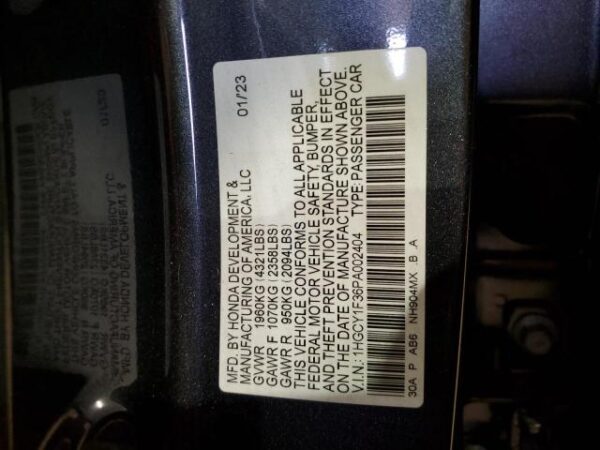 MFD. BY HONDA DEVELOPMENT &
MANUFACTURING OF AMERICA, LLC 01/'23
GVWR 1960KG (4321LBS)
GAWR F 1070KG (2358LBS)
GAWR R 950KG (2094LBS)
THIS VEHICLE CONFORMS TO ALL APPLICABLE
FEDERAL MOTOR VEHICLE SAFETY, BUMPER,
AND THEFT PREVENTION STANDARDS IN EFFECT
ON THE DATE OF MANUFACTURE SHOWN ABOVE.
V.I.N.: 1HGCY1F36PA002404 TYPE:PASSENGER CAR
30A P AB6 NH904MX .B .A